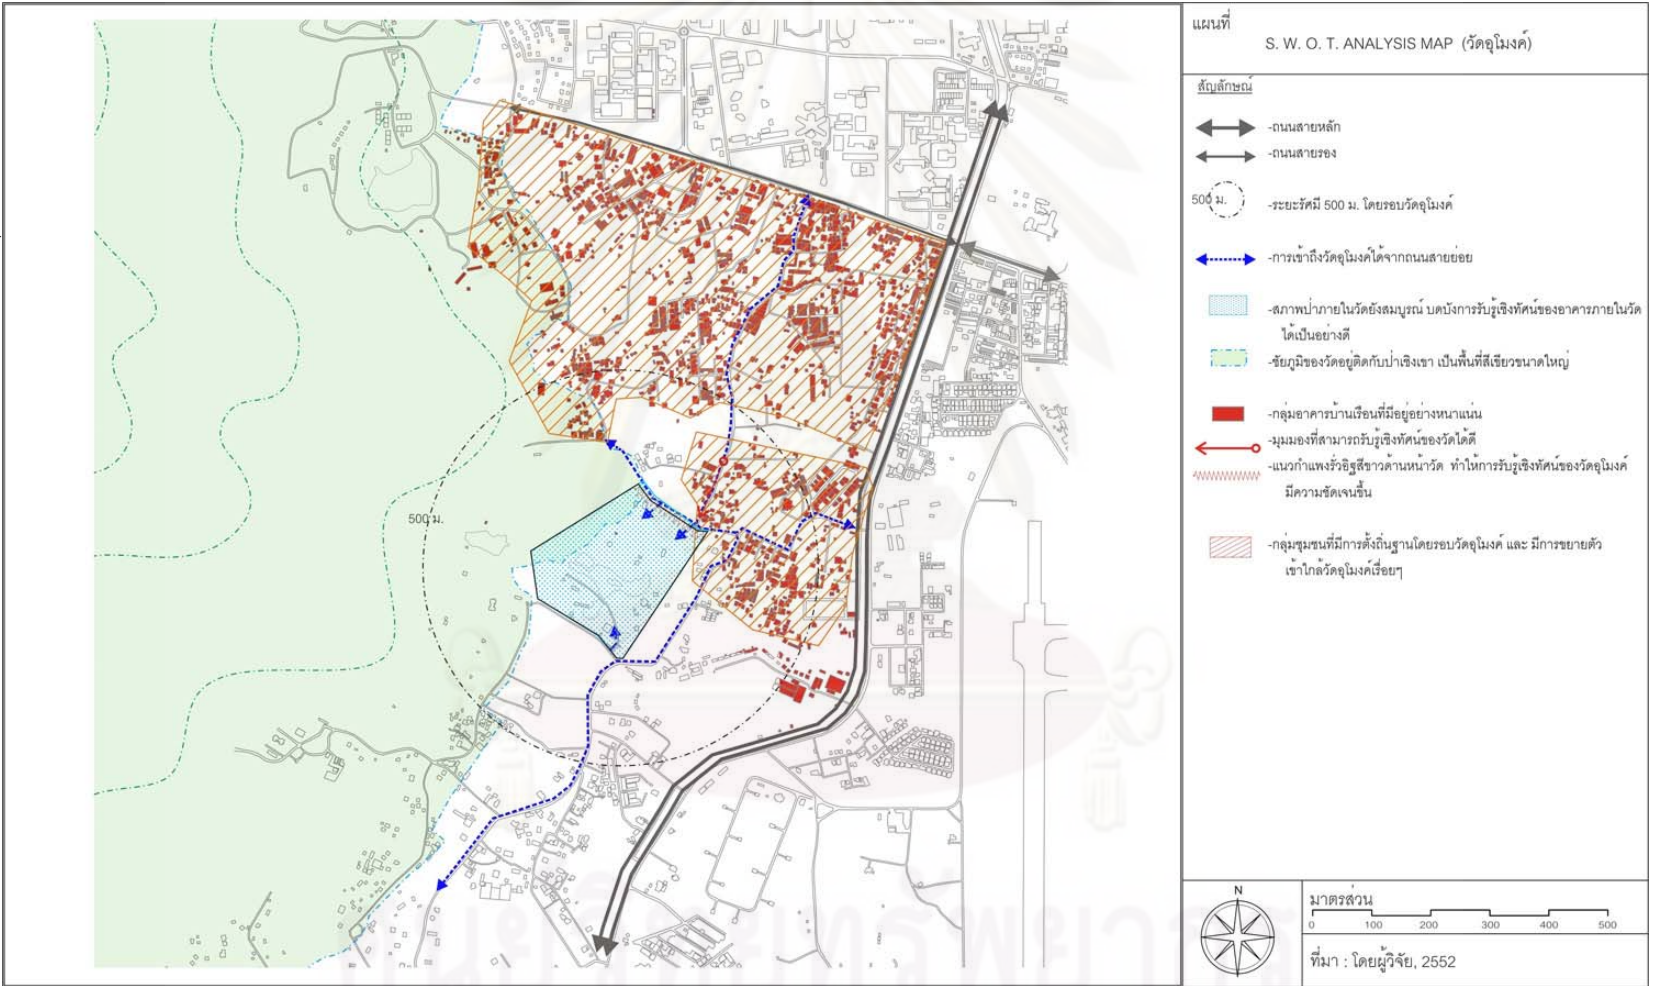 แผนที่
S. W. O. T. ANALYSIS MAP (วัดอุโมงค์)
สัญลักษณ์
-ถนนสายหลัก
-ถนนสายรอง
500 ม.
-ระยะรัศมี 500 ม. โดยรอบวัดอุโมงค์
-การเข้าถึงวัดอุโมงค์ได้จากถนนสายย่อย
-สภาพป่าภายในวัดยังสมบูรณ์ บดบังการรับรู้เชิงทัศน์ของอาคารภายในวัด
ได้เป็นอย่างดี
-ชัยภูมิของวัดอยู่ติดกับป่าเชิงเขา เป็นพื้นที่สีเขียวขนาดใหญ่
-กลุ่มอาคารบ้านเรือนที่มีอยู่อย่างหนาแน่น
-มุมมองที่สามารถรับรู้เชิงทัศน์ของวัดได้ดี
-แนวกำแพงรั้วอิฐสีขาวด้านหน้าวัด ทำให้การรับรู้เชิงทัศน์ของวัดอุโมงค์
มีความชัดเจนขึ้น
-กลุ่มชุมชนที่มีการตั้งถิ่นฐานโดยรอบวัดอุโมงค์ และ มีการขยายตัว
เข้าใกล้วัดอุโมงค์เรื่อยๆ
500 ม.
N
มาตรส่วน
0 100 200 300 400 500
ที่มา : โดยผู้วิจัย, 2552